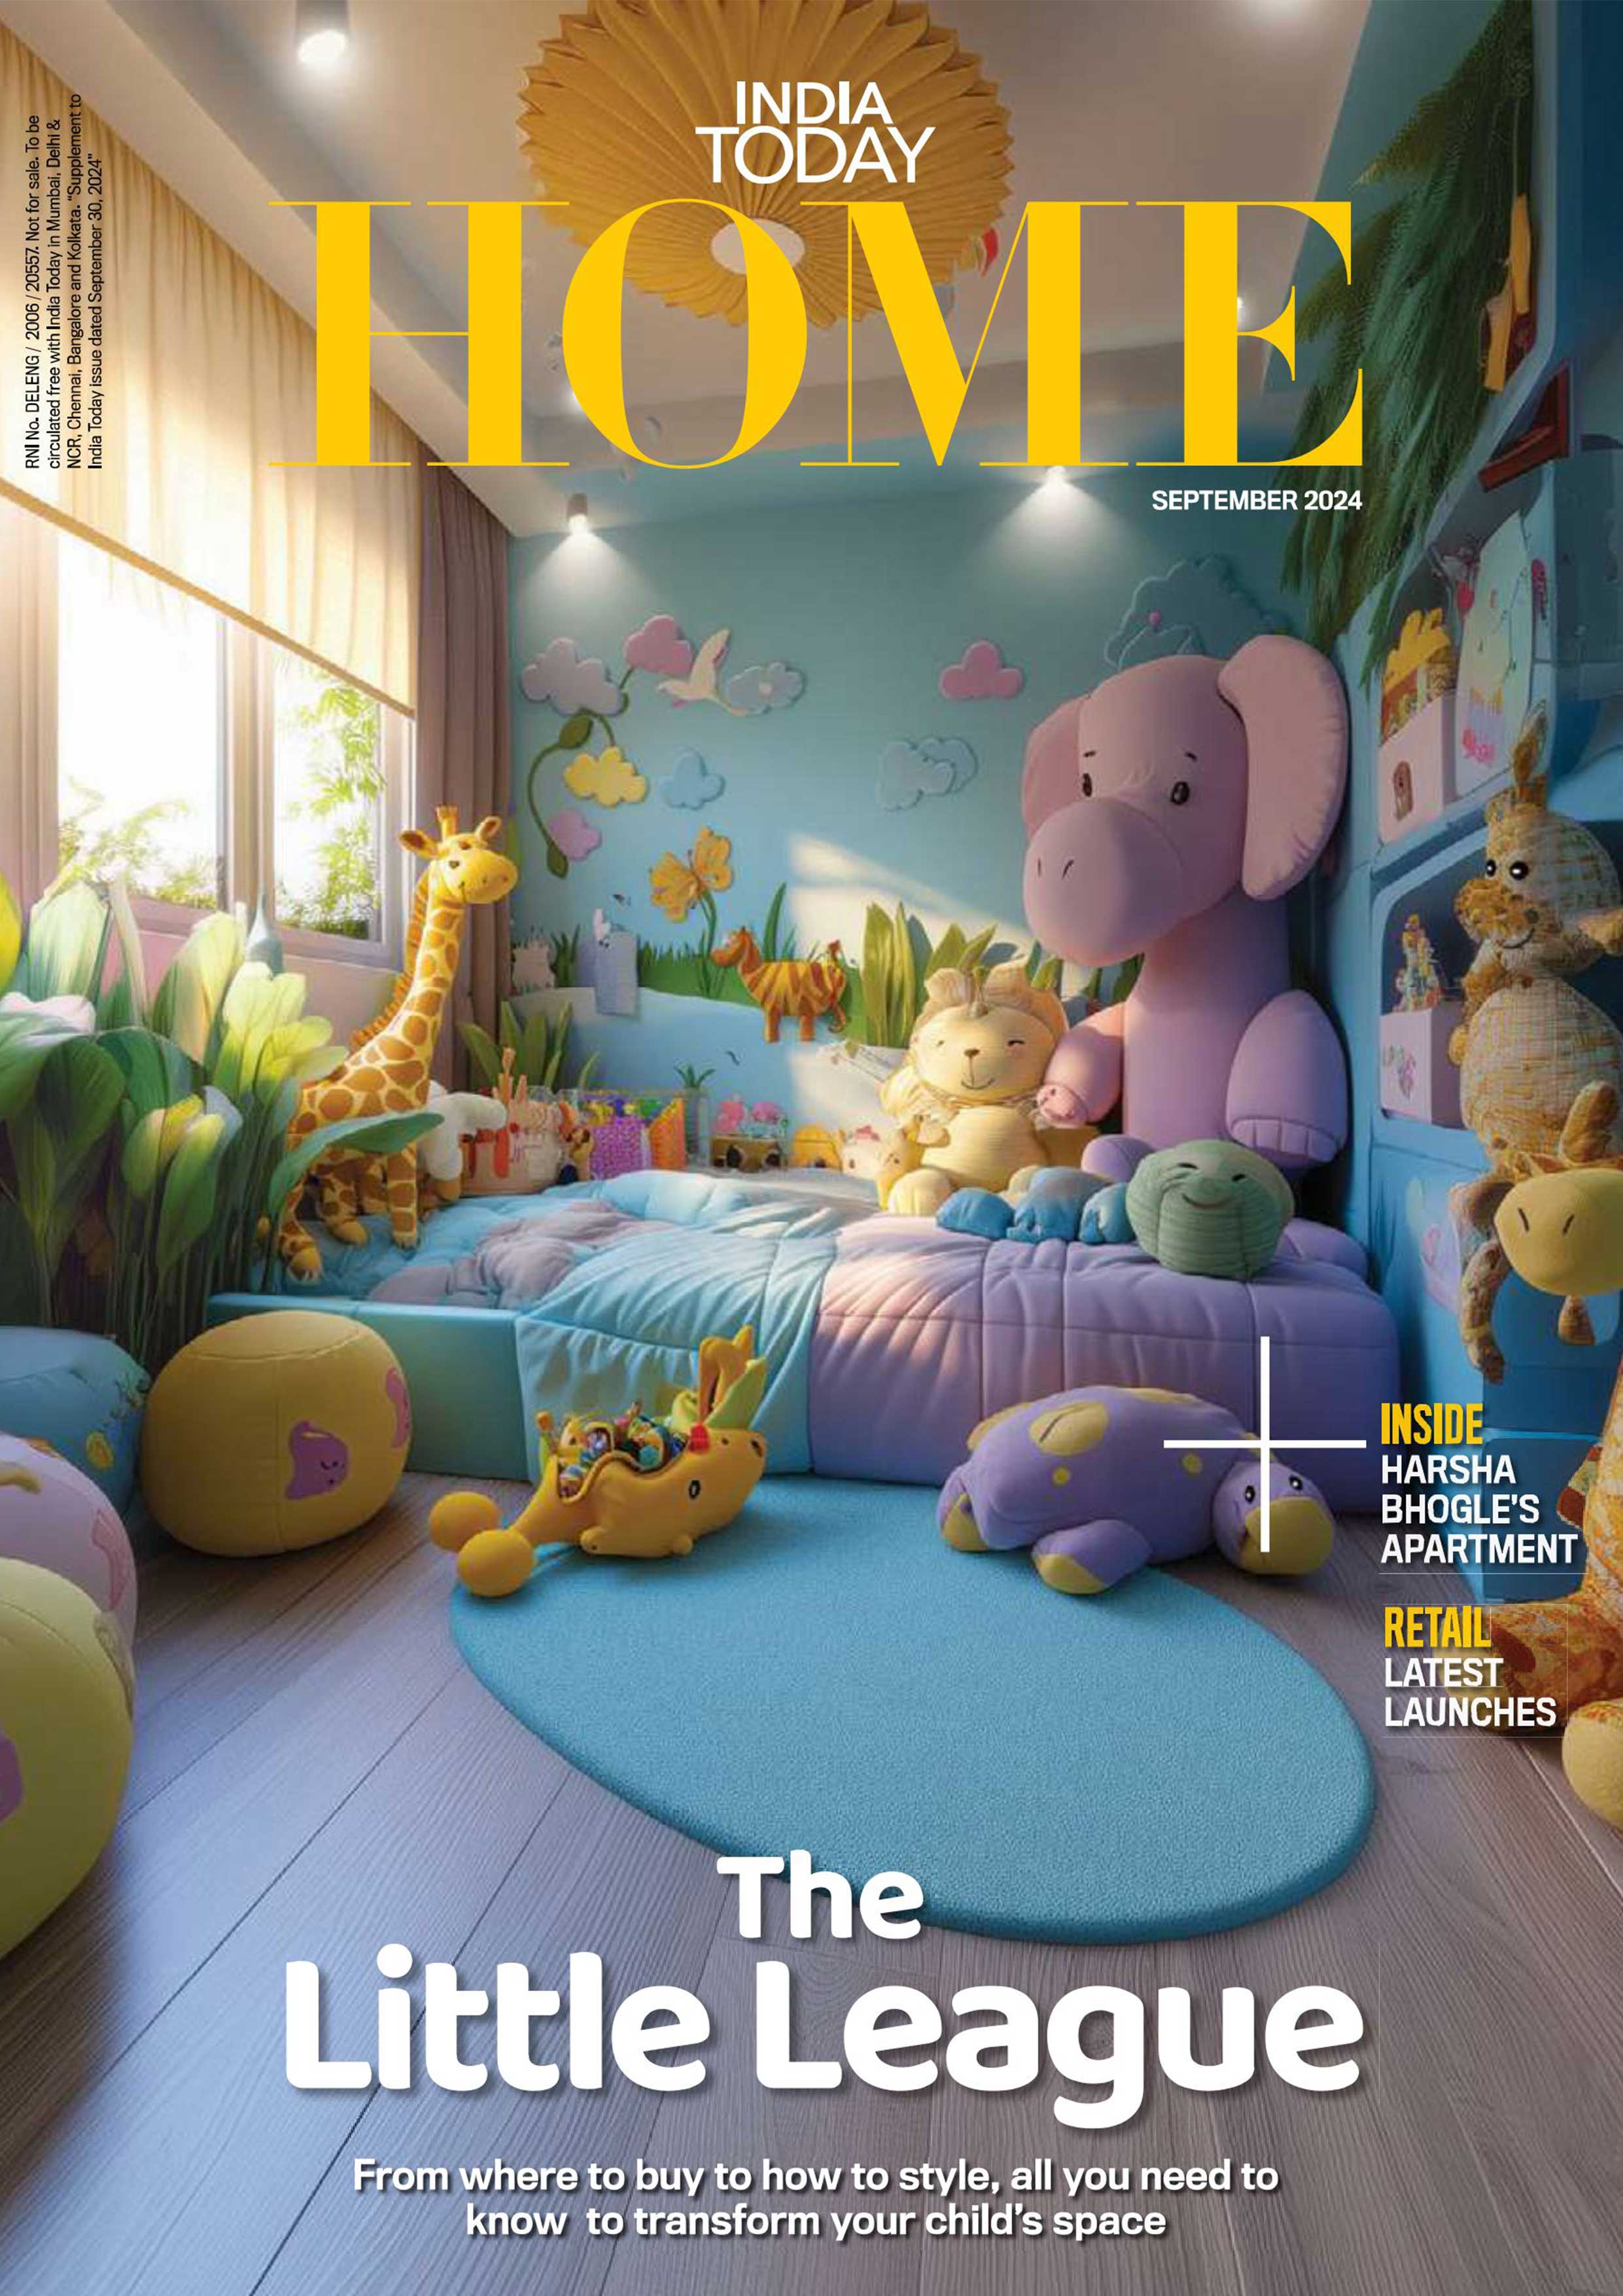 RNI No. DELENG / 2006 / 20557. Not for sale. To be
circulated free with India Today in Mumbai, Delhi &
NCR, Chennai, Bangalore and Kolkata. "Supplement to
India Today issue dated September 30, 2024"
INDIA
TODAY
HOME
SEPTEMBER 2024
INSIDE
HARSHA
BHOGLE'S
APARTMENT
RETAIL
LATEST
LAUNCHES
The
Little League
From where to buy to how to style, all you need to
know to transform your child's space